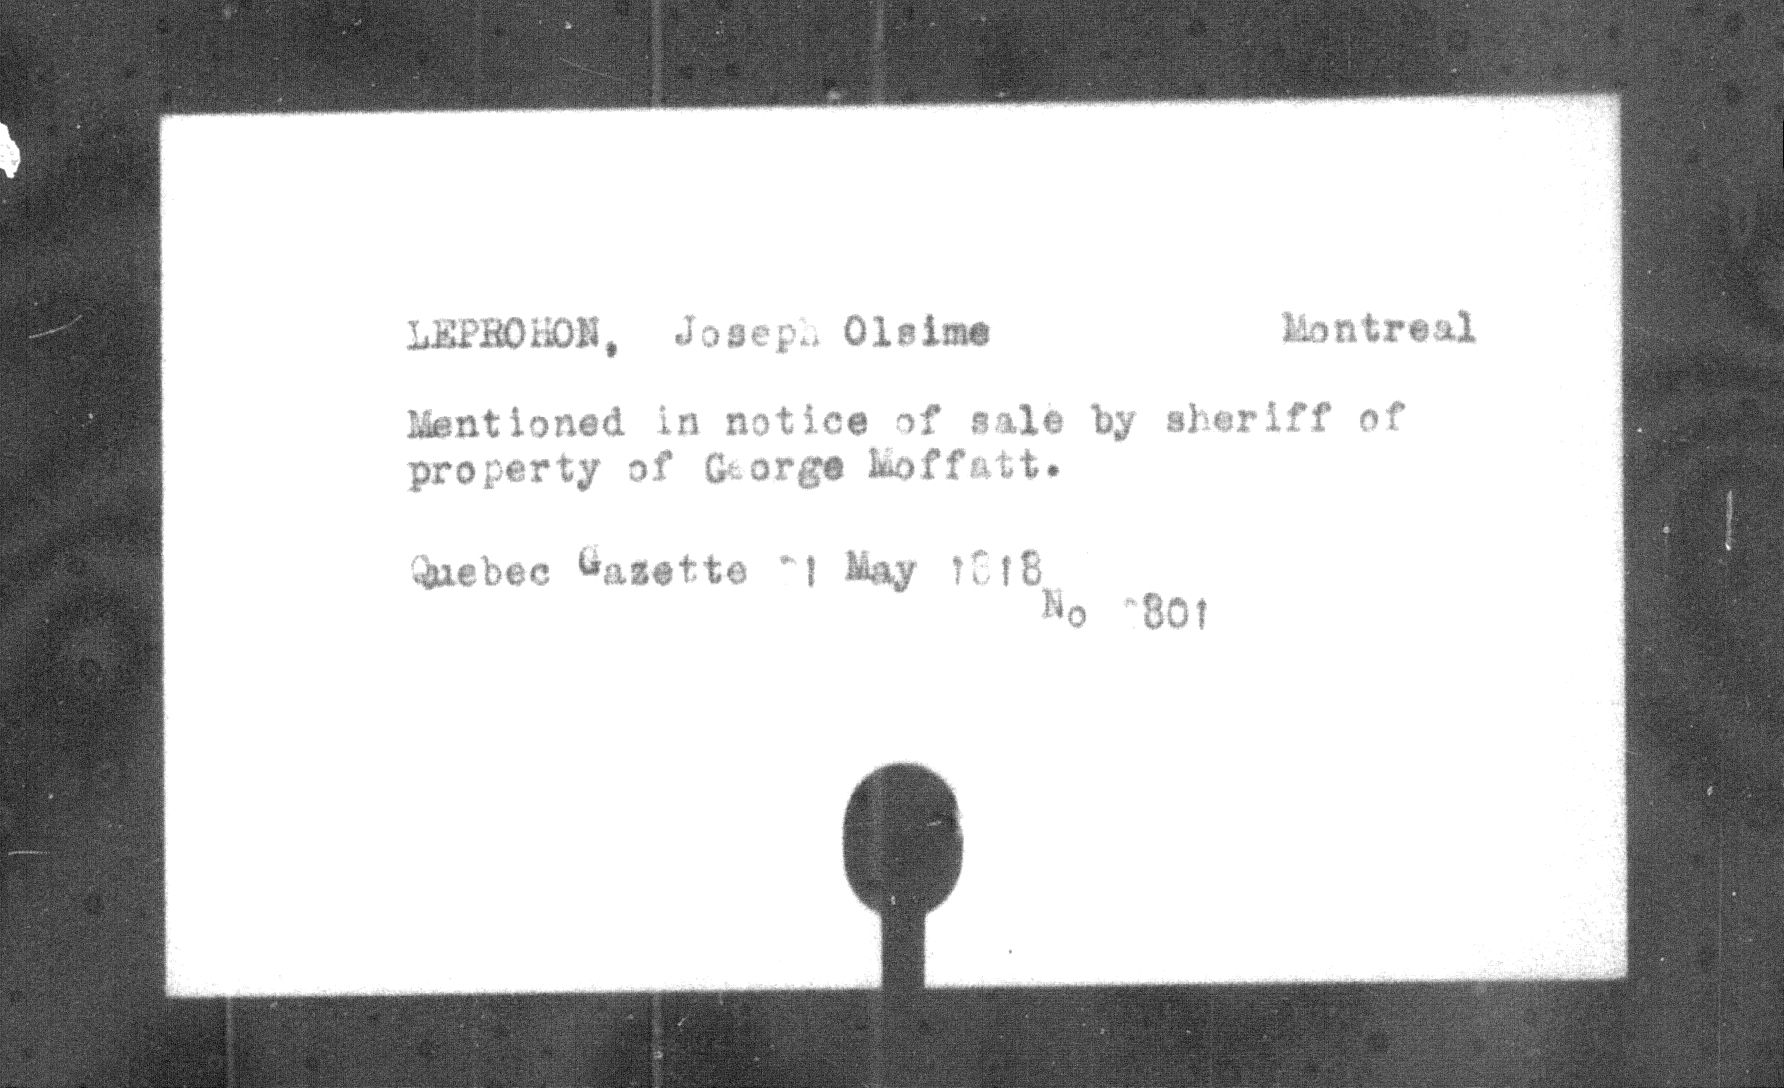 LEPROHON, Joseph Olsime Montreal
Mentioned in notice of sale by sheriff of
property of George Moffatt.
Quebec Gazette May 1818
No